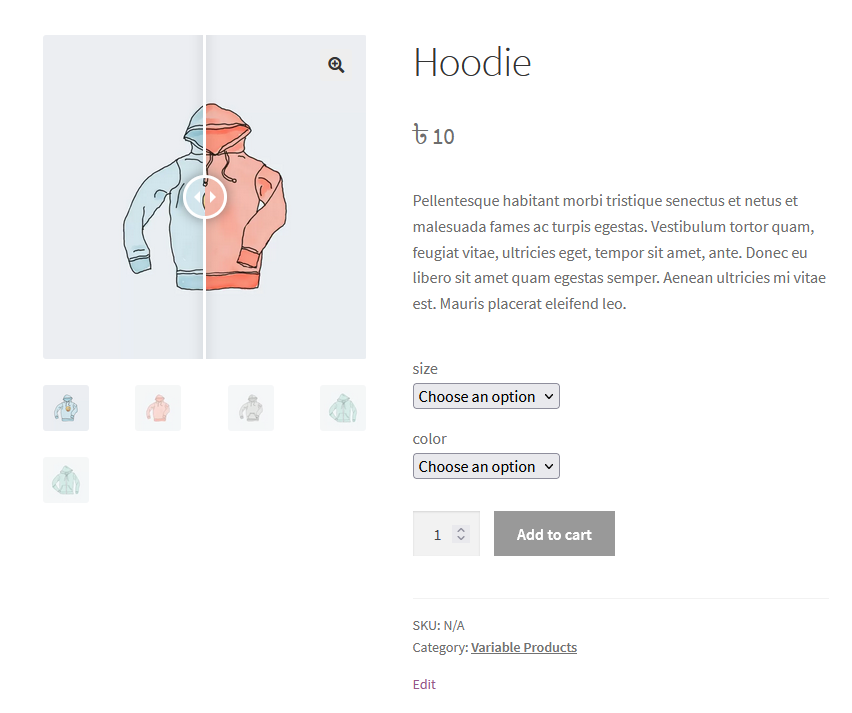 Hoodie
৳ 10
Pellentesque habitant morbi tristique senectus et netus et
malesuada fames ac turpis egestas. Vestibulum tortor quam,
feugiat vitae, ultricies eget, tempor sit amet, ante. Donec eu
libero sit amet quam egestas semper. Aenean ultricies mi vitae
est. Mauris placerat eleifend leo.
size
Choose an option
color
Choose an option
1
Add to cart
SKU: N/A
Category: Variable Products
Edit